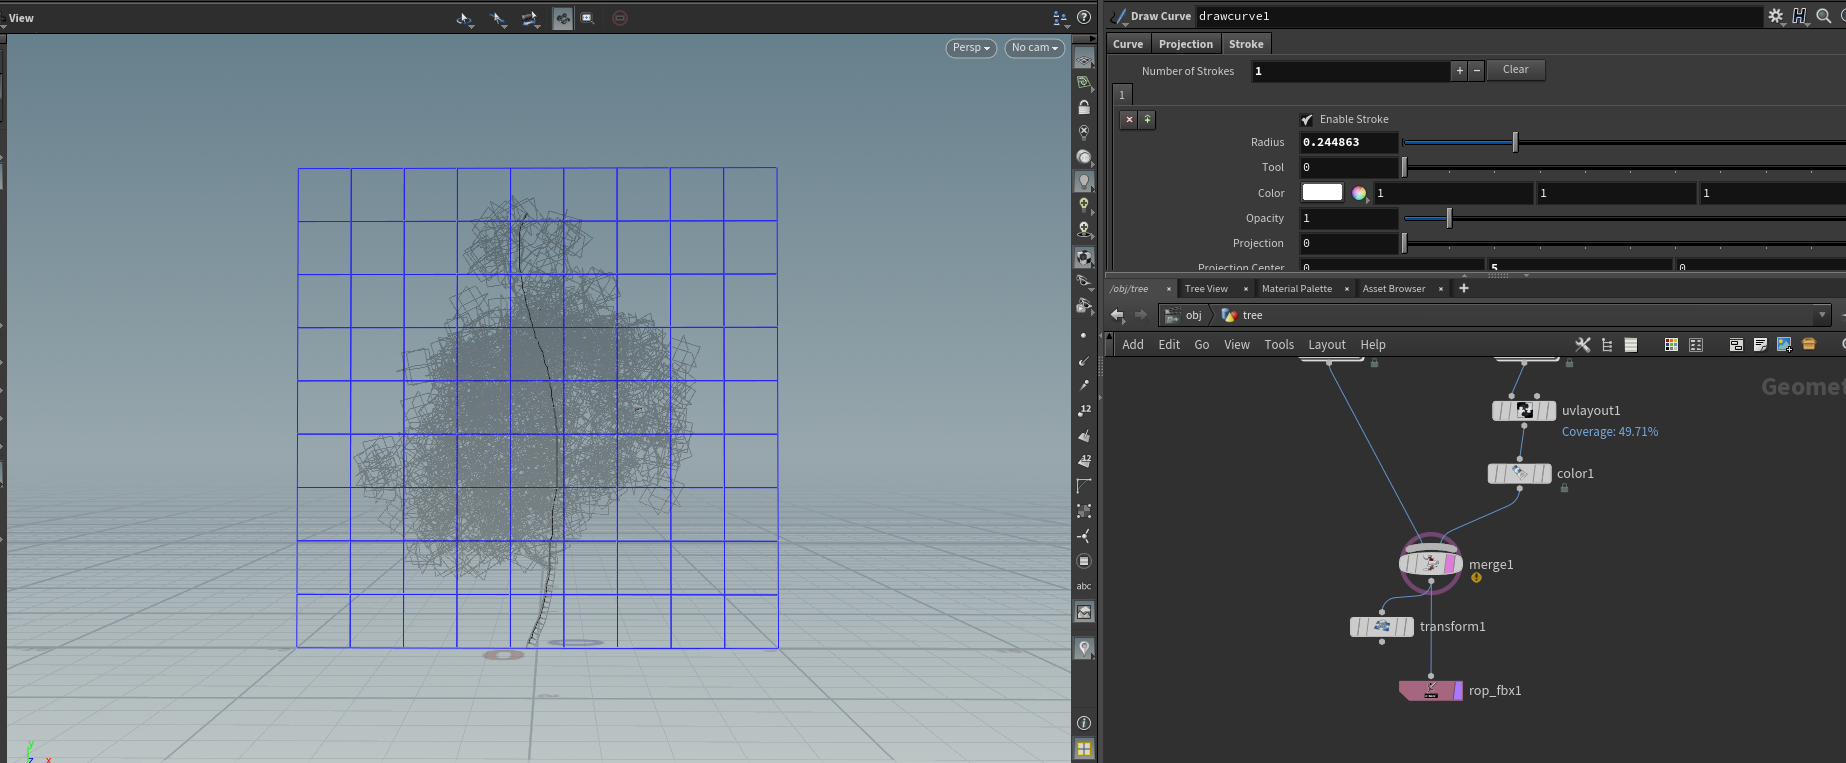 View
Persp
No cam
12
12
abc
y
z
x
Draw Curve drawcurve1
Curve Projection Stroke
Number of Strokes 1 + − Clear
1
Enable Stroke
Radius 0.244863
Tool 0
Color 1 1 1
Opacity 1
Projection 0
Projection Center 0 5 0
/obj/tree × Tree View × Material Palette × Asset Browser × +
obj tree
Add Edit Go View Tools Layout Help
Geomet
uvlayout1
Coverage: 49.71%
color1
merge1
transform1
rop_fbx1